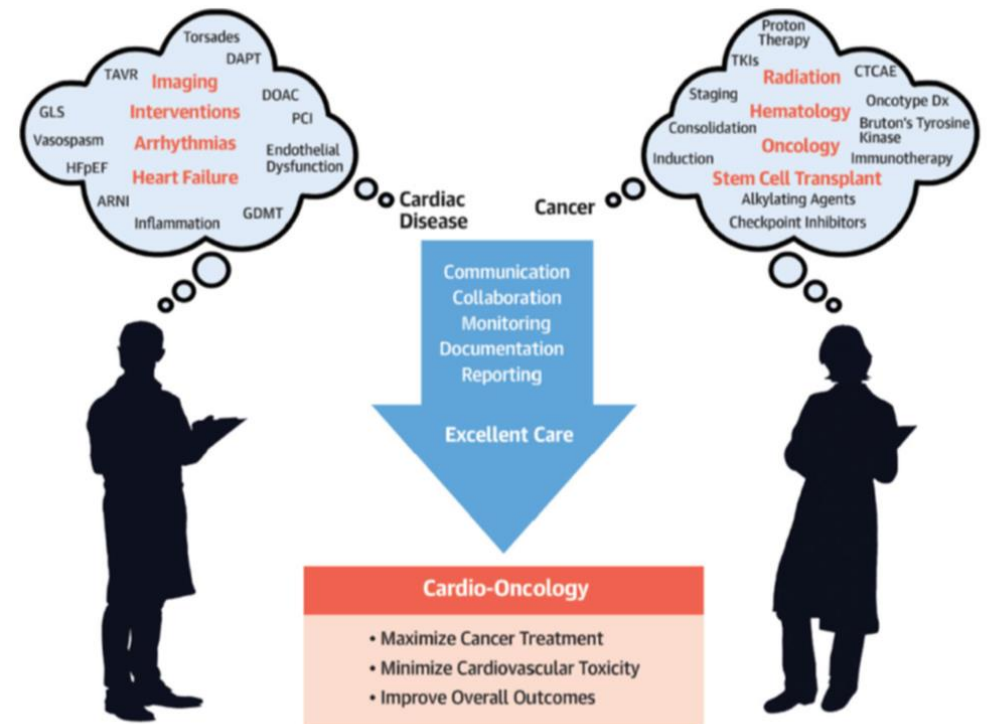 Torsades
DAPT
TAVR
Imaging
DOAC
GLS
Interventions
PCI
Vasospasm
Arrhythmias
Endothelial
Dysfunction
HFpEF
Heart Failure
ARNI
Inflammation
GDMT
Cardiac
Disease
Proton
Therapy
TKIs
Radiation
CTCAE
Staging
Hematology
Oncotype Dx
Consolidation
Bruton's Tyrosine
Kinase
Oncology
Induction
Immunotherapy
Stem Cell Transplant
Alkylating Agents
Checkpoint Inhibitors
Cancer
Communication
Collaboration
Monitoring
Documentation
Reporting
Excellent Care
Cardio-Oncology
• Maximize Cancer Treatment
• Minimize Cardiovascular Toxicity
• Improve Overall Outcomes